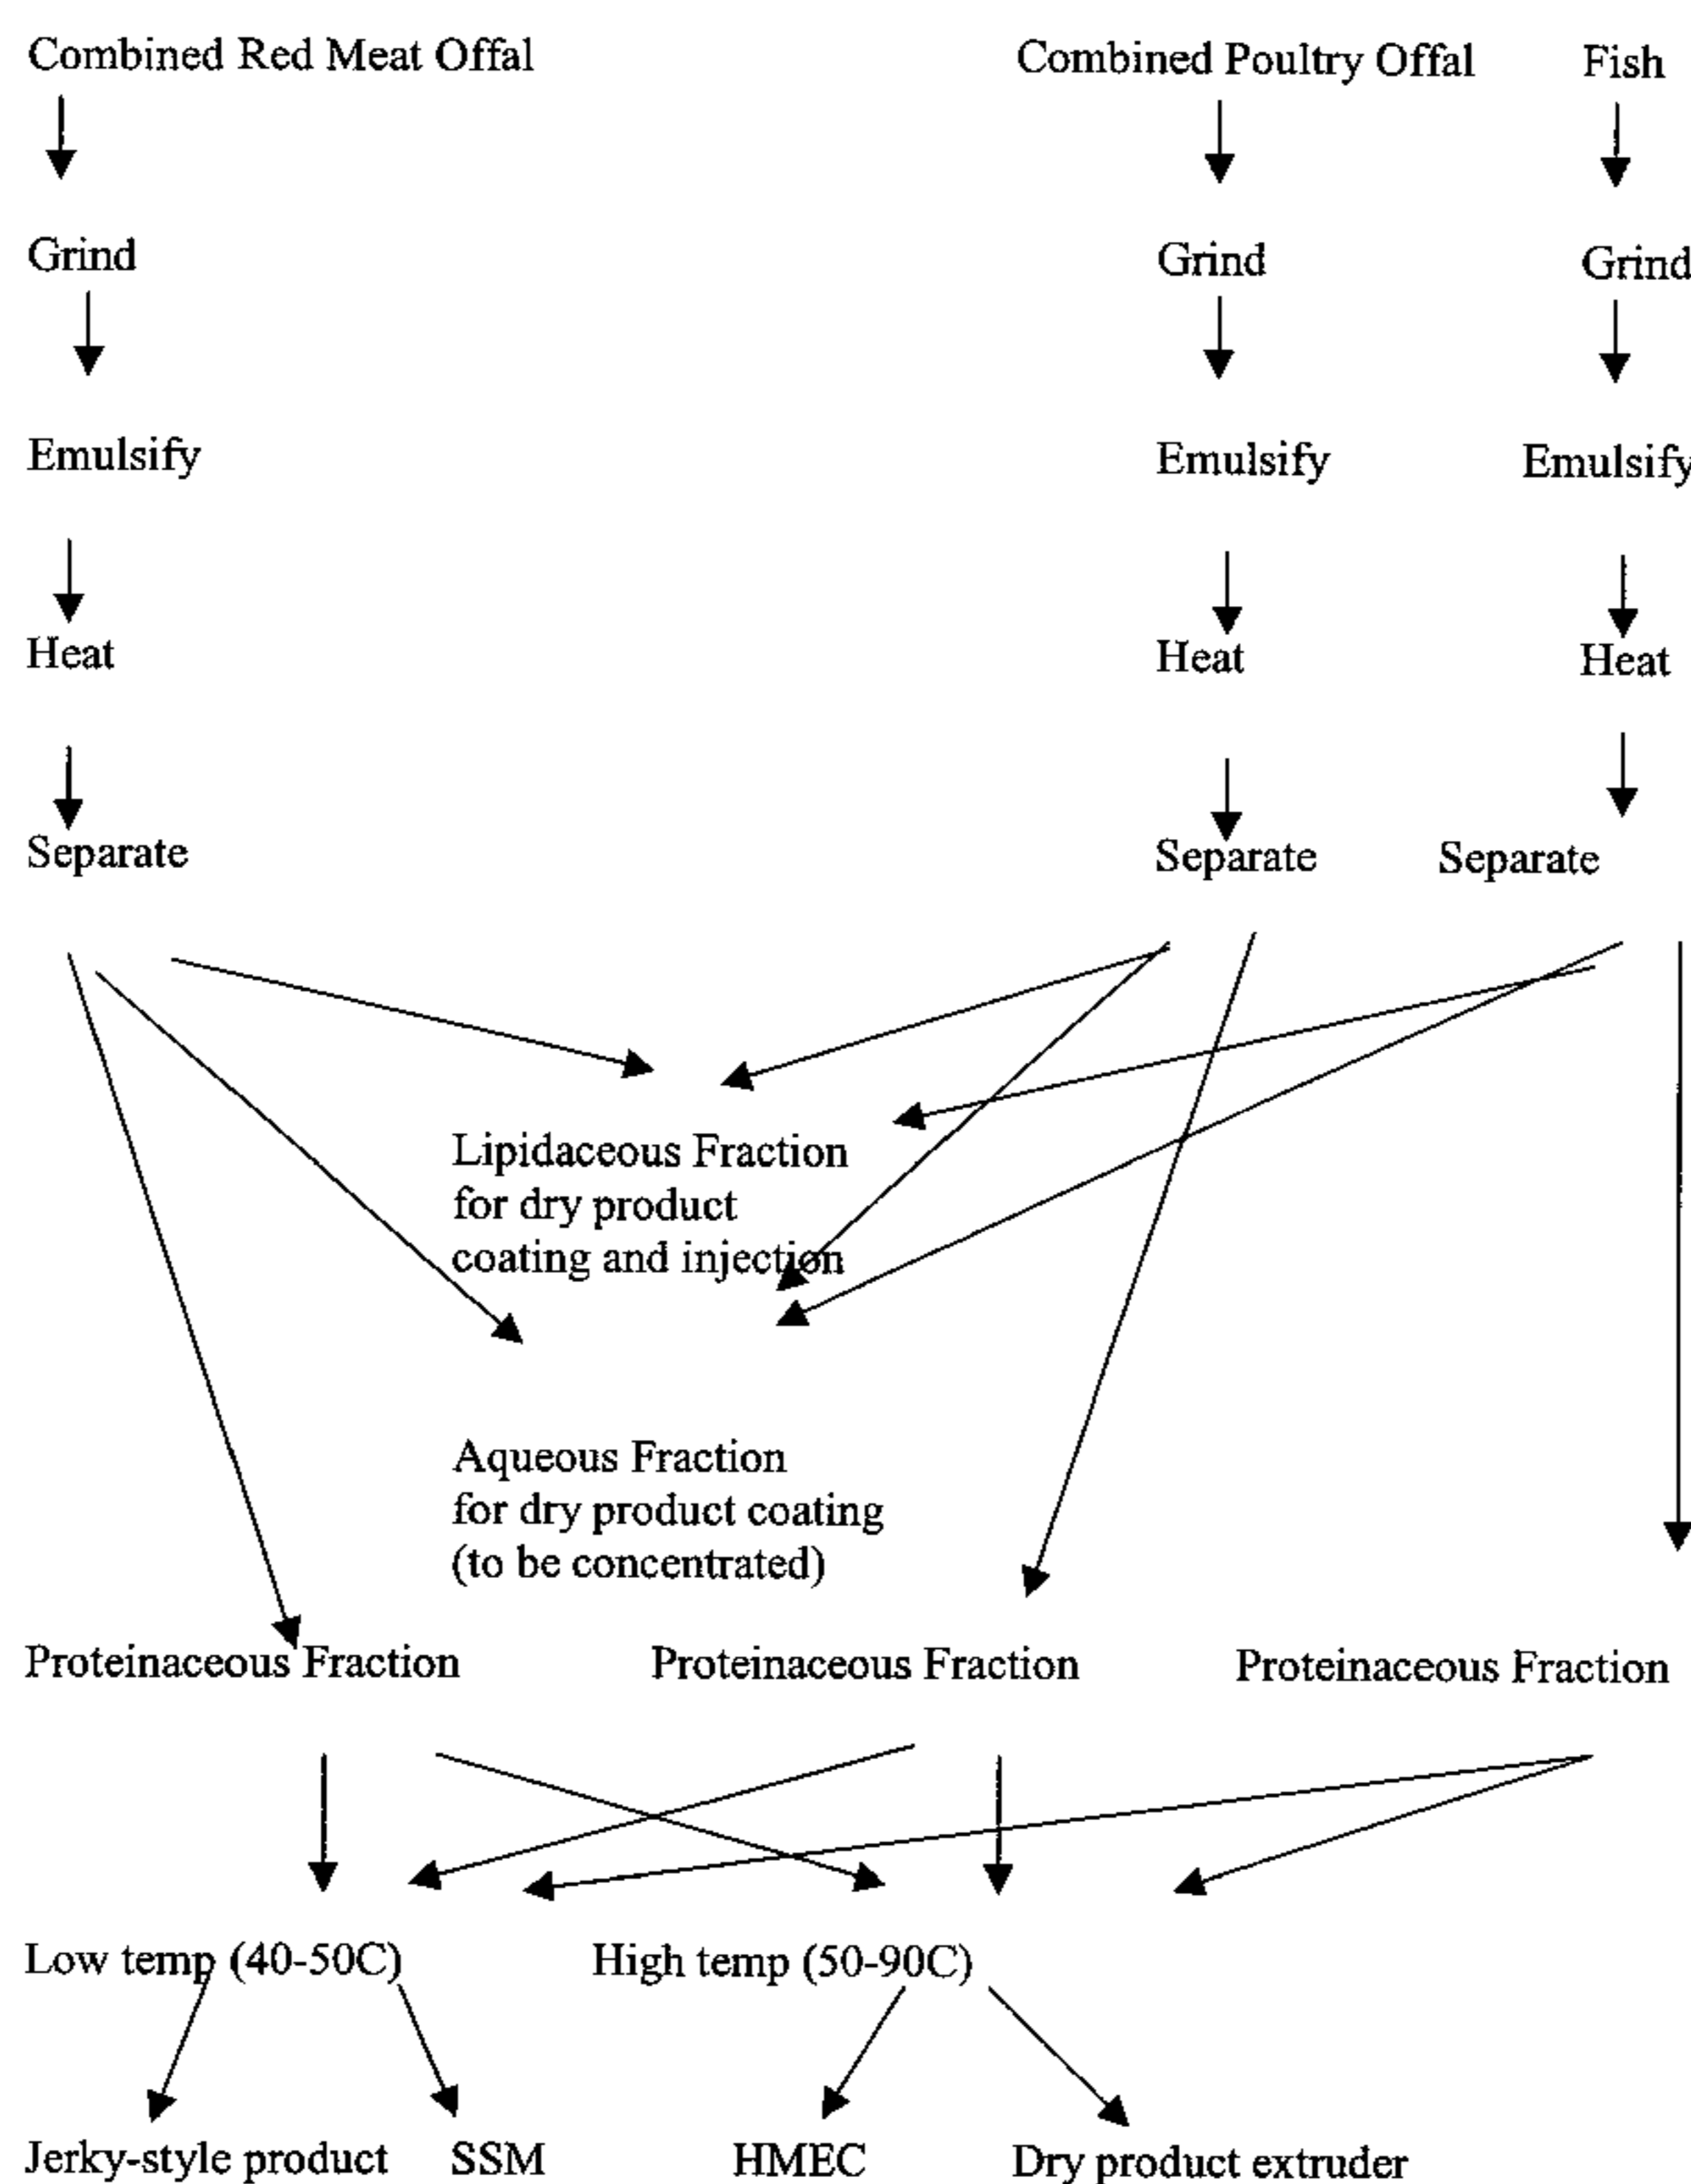 Combined Red Meat Offal
Combined Poultry Offal
Fish
Grind
Grind
Grind
Emulsify
Emulsify
Emulsify
Heat
Heat
Heat
Separate
Separate
Separate
Lipidaceous Fraction
for dry product
coating and injection
Aqueous Fraction
for dry product coating
(to be concentrated)
Proteinaceous Fraction
Proteinaceous Fraction
Proteinaceous Fraction
Low temp (40-50C)
High temp (50-90C)
Jerky-style product
SSM
HMEC
Dry product extruder